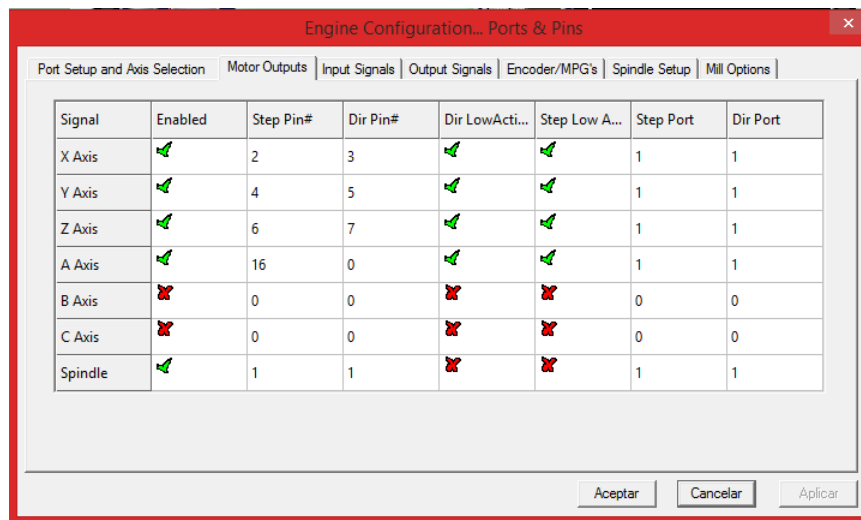 Engine Configuration... Ports & Pins
Port Setup and Axis Selection Motor Outputs Input Signals Output Signals Encoder/MPG's Spindle Setup Mill Options
Signal Enabled Step Pin# Dir Pin# Dir LowActi... Step Low A... Step Port Dir Port
X Axis 2 3 1 1
Y Axis 4 5 1 1
Z Axis 6 7 1 1
A Axis 16 0 1 1
B Axis 0 0 0 0
C Axis 0 0 0 0
Spindle 1 1 1 1
Aceptar Cancelar Aplicar